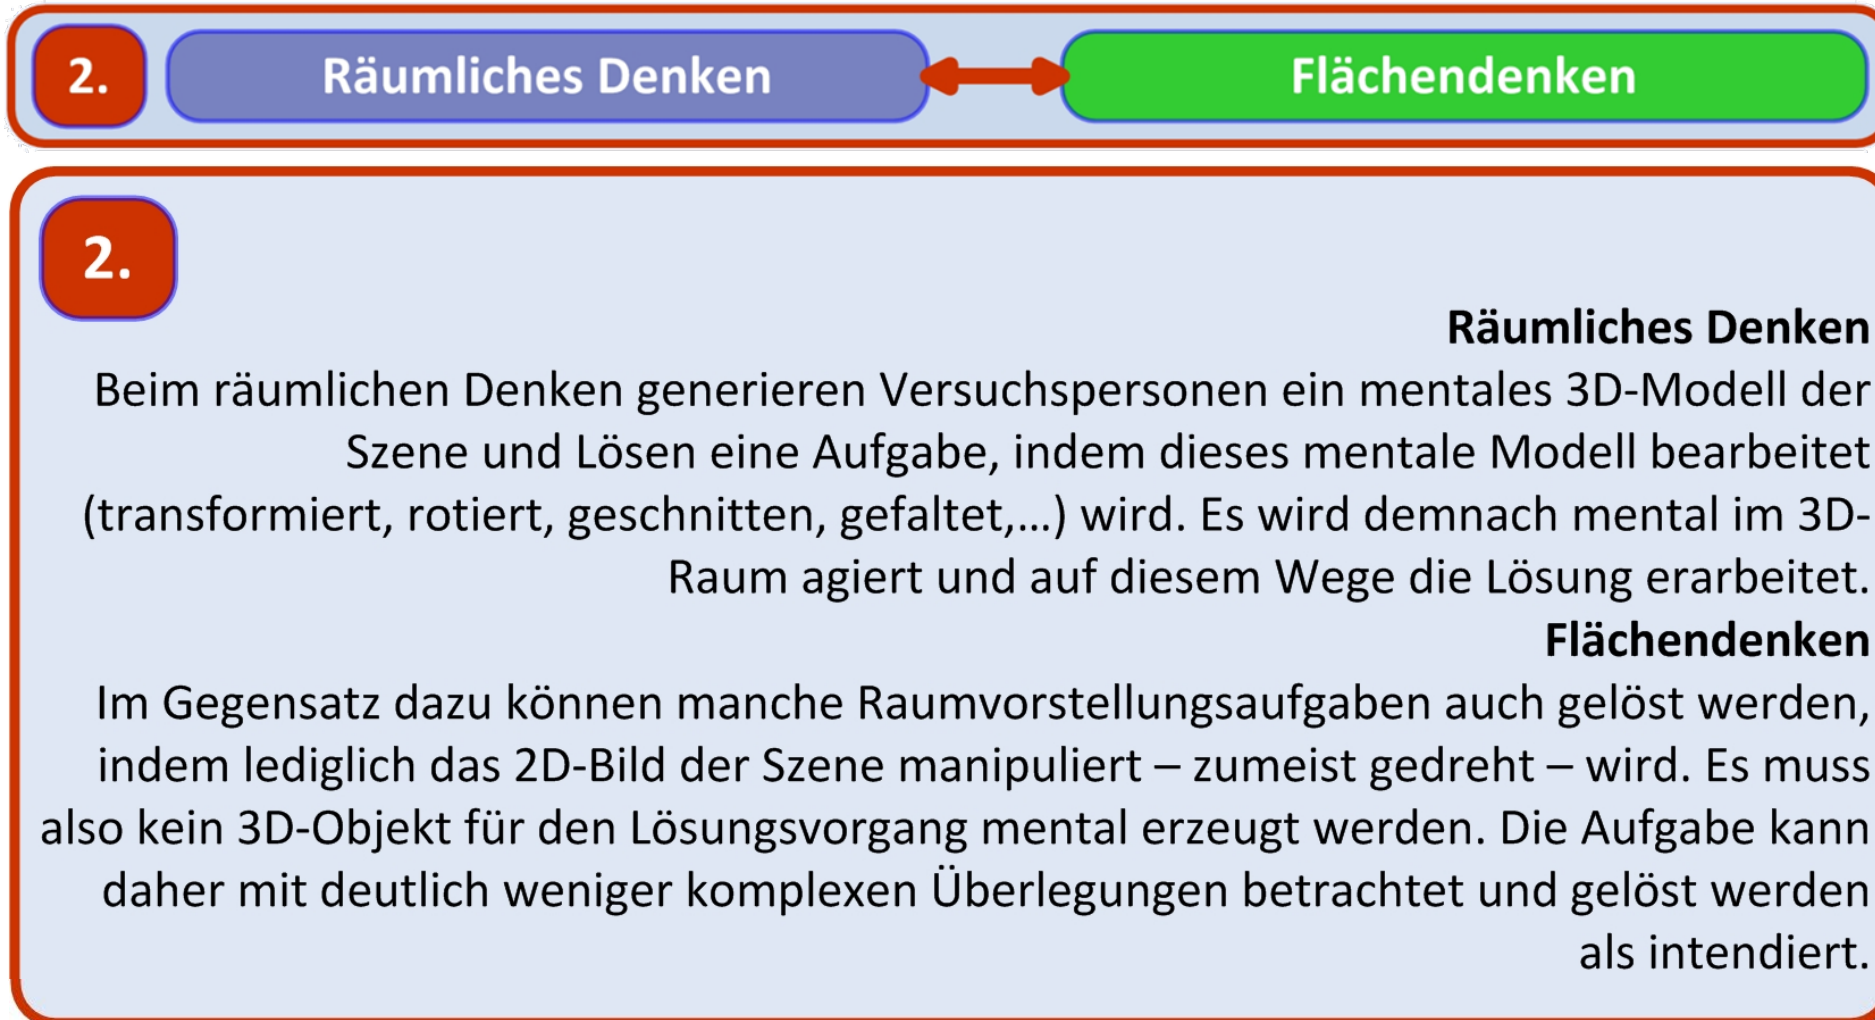 2. Räumliches Denken Flächendenken
2.
Räumliches Denken
Beim räumlichen Denken generieren Versuchspersonen ein mentales 3D-Modell der
Szene und Lösen eine Aufgabe, indem dieses mentale Modell bearbeitet
(transformiert, rotiert, geschnitten, gefaltet,...) wird. Es wird demnach mental im 3D-
Raum agiert und auf diesem Wege die Lösung erarbeitet.
Flächendenken
Im Gegensatz dazu können manche Raumvorstellungsaufgaben auch gelöst werden,
indem lediglich das 2D-Bild der Szene manipuliert – zumeist gedreht – wird. Es muss
also kein 3D-Objekt für den Lösungsvorgang mental erzeugt werden. Die Aufgabe kann
daher mit deutlich weniger komplexen Überlegungen betrachtet und gelöst werden
als intendiert.